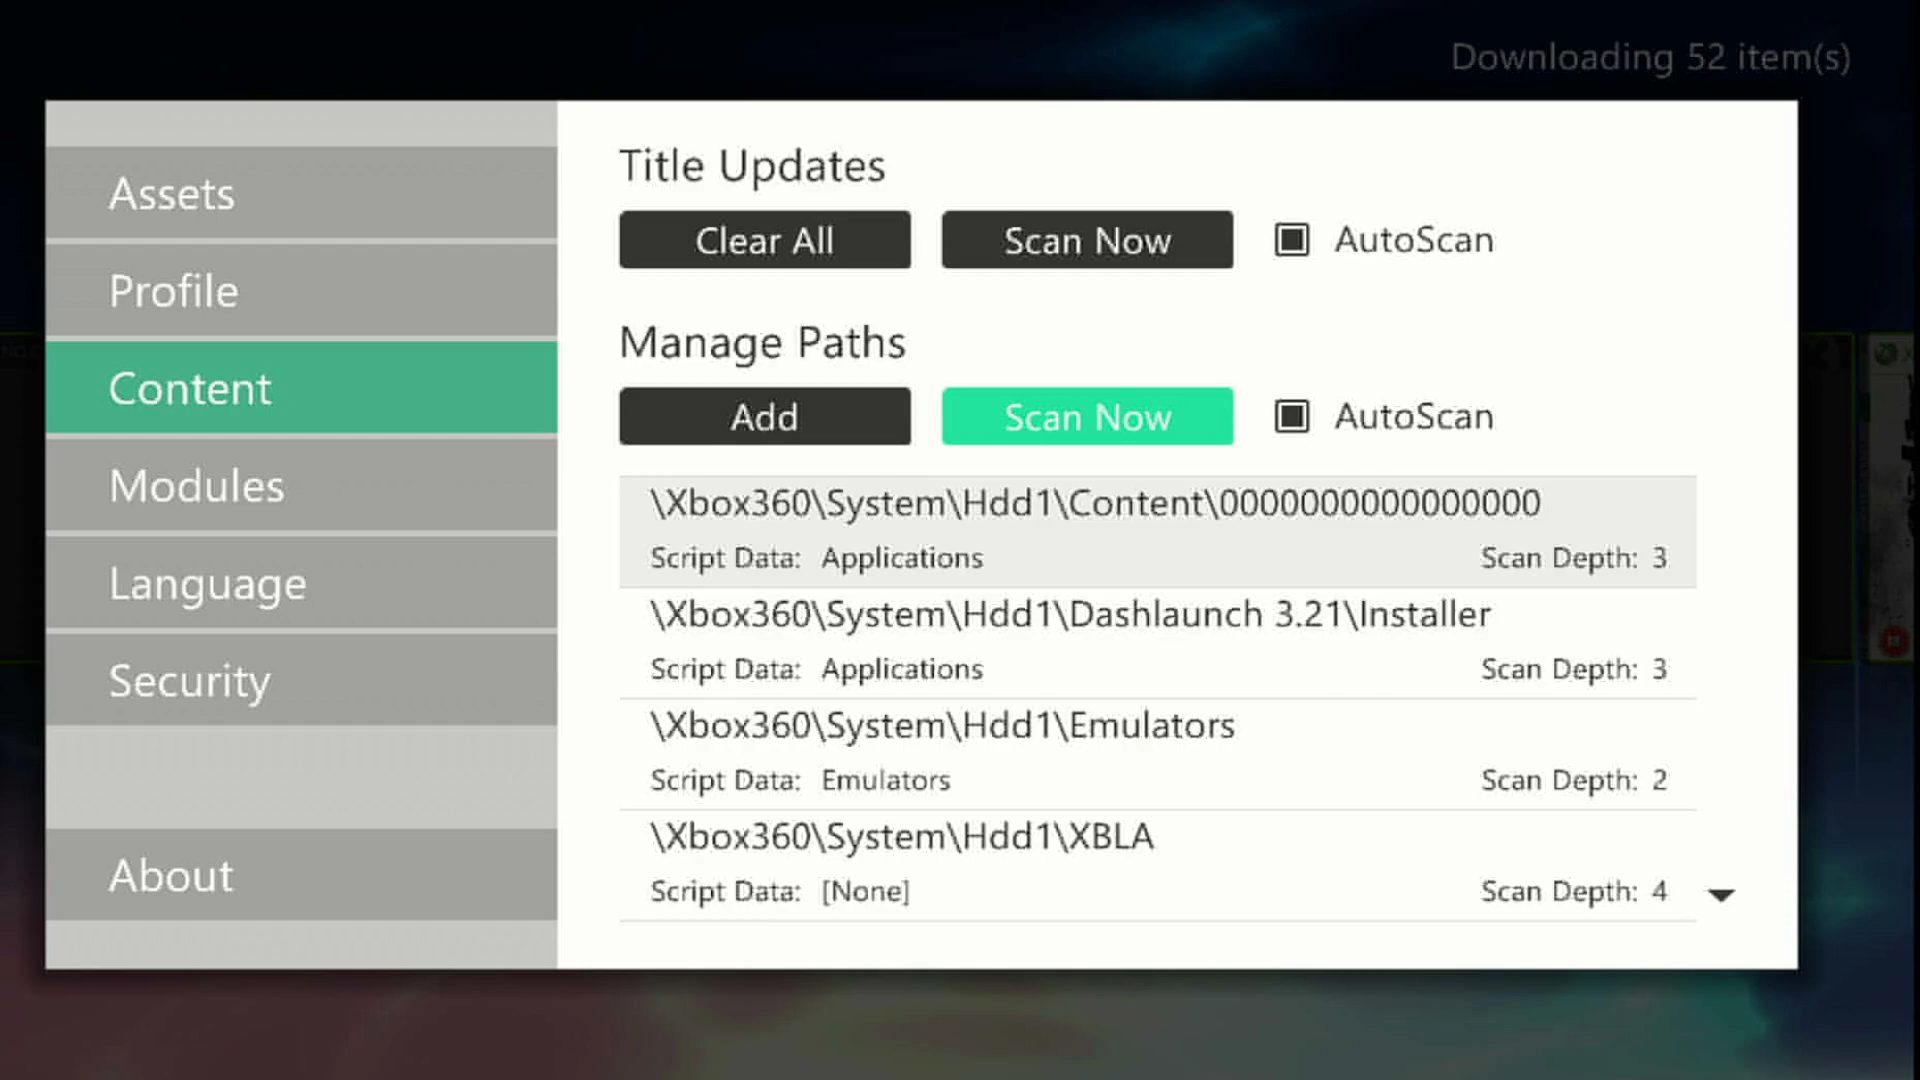 Downloading 52 item(s)
Assets
Profile
Content
Modules
Language
Security
About
Title Updates
Clear All
Scan Now
AutoScan
Manage Paths
Add
Scan Now
AutoScan
\Xbox360\System\Hdd1\Content\0000000000000000
Script Data: Applications
Scan Depth: 3
\Xbox360\System\Hdd1\Dashlaunch 3.21\Installer
Script Data: Applications
Scan Depth: 3
\Xbox360\System\Hdd1\Emulators
Script Data: Emulators
Scan Depth: 2
\Xbox360\System\Hdd1\XBLA
Script Data: [None]
Scan Depth: 4